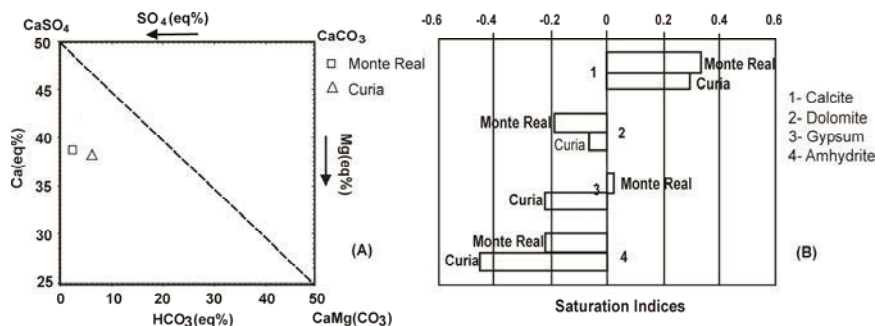 CaSO4
SO4(eq%)
CaCO3
Monte Real
Curia
50
45
40
35
30
25
Ca(eq%)
Mg(eq%)
(A)
0 10 20 30 40 50
HCO3(eq%)
CaMg(CO3)
-0.6 -0.4 -0.2 0 0.2 0.4 0.6
1 Monte Real
Curia
Monte Real 2
Curia
3 Monte Real
Curia
Monte Real
Curia 4
(B)
Saturation Indices
1- Calcite
2- Dolomite
3- Gypsum
4- Amhydrite